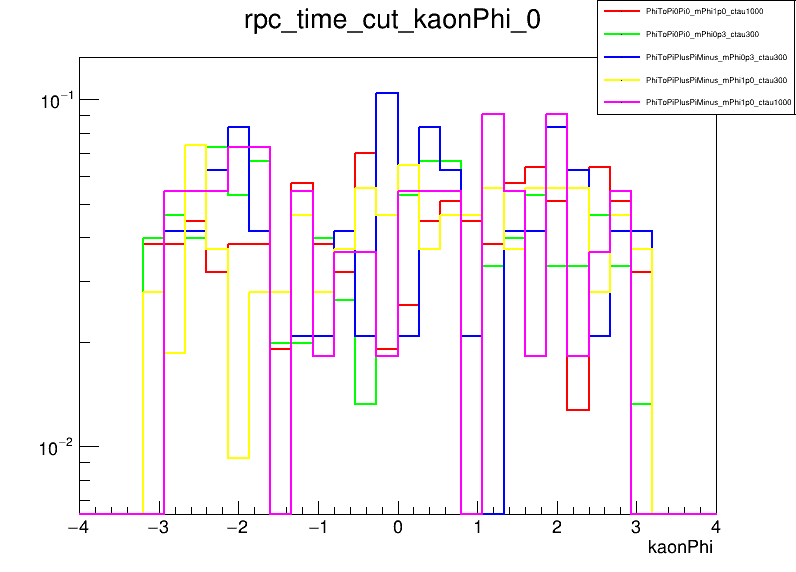 rpc_time_cut_kaonPhi_0
PhiToPi0Pi0_mPhi1p0_ctau1000
PhiToPi0Pi0_mPhi0p3_ctau300
PhiToPiPlusPiMinus_mPhi0p3_ctau300
PhiToPiPlusPiMinus_mPhi1p0_ctau300
PhiToPiPlusPiMinus_mPhi1p0_ctau1000
10⁻¹
10⁻²
−4 −3 −2 −1 0 1 2 3 4
kaonPhi